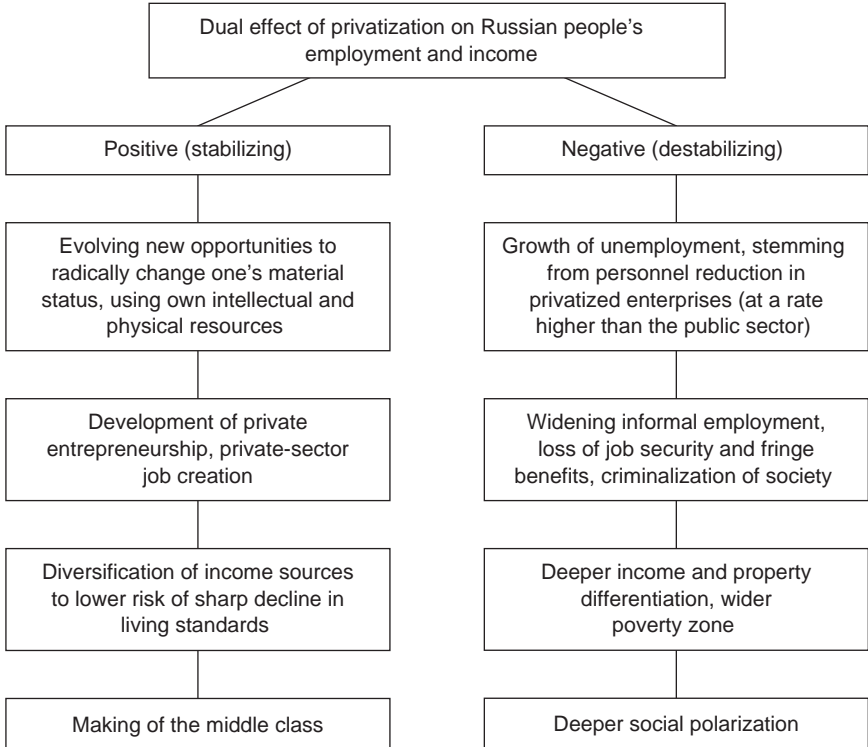 Dual effect of privatization on Russian people’s
employment and income
Positive (stabilizing)
Evolving new opportunities to
radically change one’s material
status, using own intellectual and
physical resources
Development of private
entrepreneurship, private-sector
job creation
Diversification of income sources
to lower risk of sharp decline in
living standards
Making of the middle class
Negative (destabilizing)
Growth of unemployment, stemming
from personnel reduction in
privatized enterprises (at a rate
higher than the public sector)
Widening informal employment,
loss of job security and fringe
benefits, criminalization of society
Deeper income and property
differentiation, wider
poverty zone
Deeper social polarization